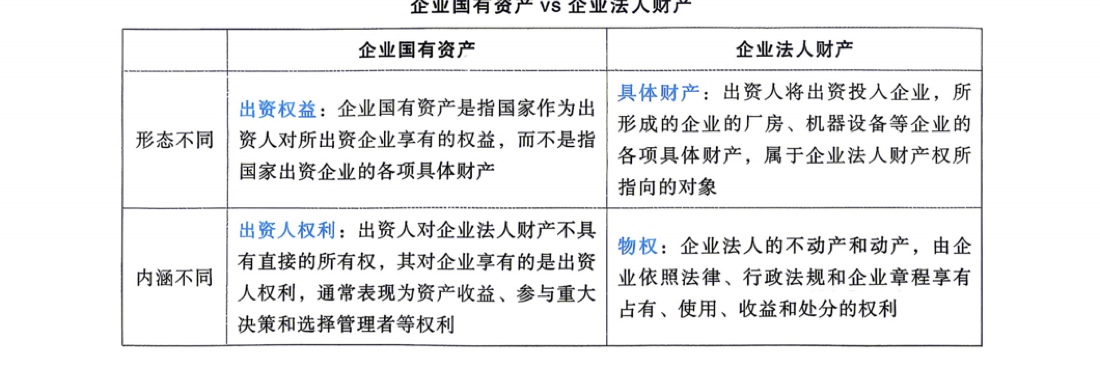 企业国有资产 vs 企业法人财产
企业国有资产
企业法人财产
形态不同
出资权益：企业国有资产是指国家作为出
资人对所出资企业享有的权益，而不是指
国家出资企业的各项具体财产
具体财产：出资人将出资投入企业，所
形成的企业的厂房、机器设备等企业的
各项具体财产，属于企业法人财产权所
指向的对象
内涵不同
出资人权利：出资人对企业法人财产不具
有直接的所有权，其对企业享有的是出资
人权利，通常表现为资产收益、参与重大
决策和选择管理者等权利
物权：企业法人的不动产和动产，由企
业依照法律、行政法规和企业章程享有
占有、使用、收益和处分的权利